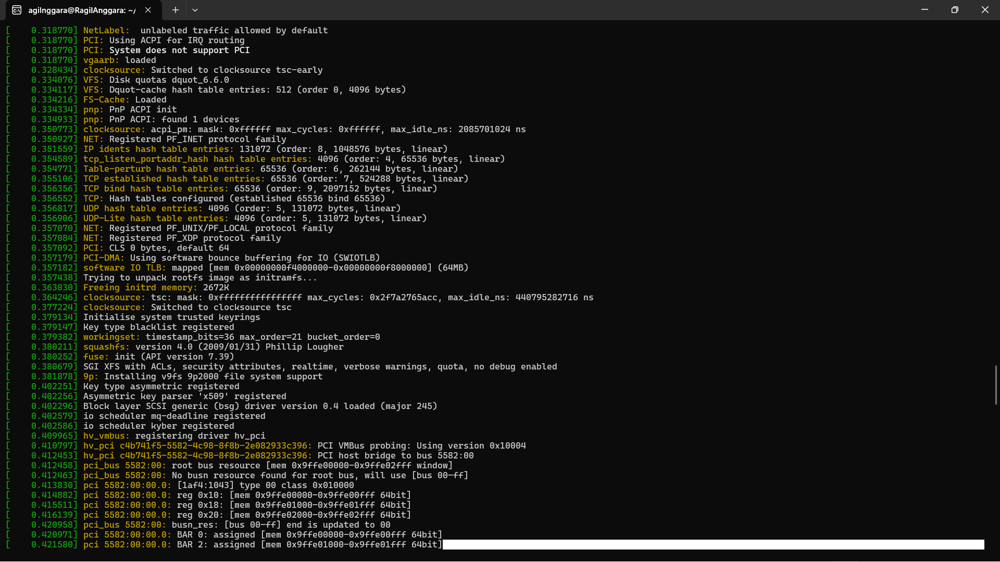 agilnggara@RagilAnggara: ~/
[    0.318770] NetLabel:  unlabeled traffic allowed by default
[    0.318770] PCI: Using ACPI for IRQ routing
[    0.318770] PCI: System does not support PCI
[    0.318770] vgaarb: loaded
[    0.328434] clocksource: Switched to clocksource tsc-early
[    0.334076] VFS: Disk quotas dquot_6.6.0
[    0.334117] VFS: Dquot-cache hash table entries: 512 (order 0, 4096 bytes)
[    0.334216] FS-Cache: Loaded
[    0.334334] pnp: PnP ACPI init
[    0.334933] pnp: PnP ACPI: found 1 devices
[    0.350773] clocksource: acpi_pm: mask: 0xffffff max_cycles: 0xffffff, max_idle_ns: 2085701024 ns
[    0.350927] NET: Registered PF_INET protocol family
[    0.351559] IP idents hash table entries: 131072 (order: 8, 1048576 bytes, linear)
[    0.354589] tcp_listen_portaddr_hash hash table entries: 4096 (order: 4, 65536 bytes, linear)
[    0.354771] Table-perturb hash table entries: 65536 (order: 6, 262144 bytes, linear)
[    0.355106] TCP established hash table entries: 65536 (order: 7, 524288 bytes, linear)
[    0.356356] TCP bind hash table entries: 65536 (order: 9, 2097152 bytes, linear)
[    0.356552] TCP: Hash tables configured (established 65536 bind 65536)
[    0.356817] UDP hash table entries: 4096 (order: 5, 131072 bytes, linear)
[    0.356906] UDP-Lite hash table entries: 4096 (order: 5, 131072 bytes, linear)
[    0.357070] NET: Registered PF_UNIX/PF_LOCAL protocol family
[    0.357084] NET: Registered PF_XDP protocol family
[    0.357092] PCI: CLS 0 bytes, default 64
[    0.357179] PCI-DMA: Using software bounce buffering for IO (SWIOTLB)
[    0.357182] software IO TLB: mapped [mem 0x00000000f4000000-0x00000000f8000000] (64MB)
[    0.357438] Trying to unpack rootfs image as initramfs...
[    0.363030] Freeing initrd memory: 2672K
[    0.364246] clocksource: tsc: mask: 0xffffffffffffffff max_cycles: 0x2f7a2765acc, max_idle_ns: 440795282716 ns
[    0.377224] clocksource: Switched to clocksource tsc
[    0.379134] Initialise system trusted keyrings
[    0.379147] Key type blacklist registered
[    0.379382] workingset: timestamp_bits=36 max_order=21 bucket_order=0
[    0.380211] squashfs: version 4.0 (2009/01/31) Phillip Lougher
[    0.380252] fuse: init (API version 7.39)
[    0.380679] SGI XFS with ACLs, security attributes, realtime, verbose warnings, quota, no debug enabled
[    0.381878] 9p: Installing v9fs 9p2000 file system support
[    0.402251] Key type asymmetric registered
[    0.402256] Asymmetric key parser 'x509' registered
[    0.402296] Block layer SCSI generic (bsg) driver version 0.4 loaded (major 245)
[    0.402579] io scheduler mq-deadline registered
[    0.402586] io scheduler kyber registered
[    0.409965] hv_vmbus: registering driver hv_pci
[    0.410797] hv_pci c4b741f5-5582-4c98-8f8b-2e082933c396: PCI VMBus probing: Using version 0x10004
[    0.412453] hv_pci c4b741f5-5582-4c98-8f8b-2e082933c396: PCI host bridge to bus 5582:00
[    0.412458] pci_bus 5582:00: root bus resource [mem 0x9ffe00000-0x9ffe02fff window]
[    0.412463] pci_bus 5582:00: No busn resource found for root bus, will use [bus 00-ff]
[    0.413830] pci 5582:00:00.0: [1af4:1043] type 00 class 0x010000
[    0.414882] pci 5582:00:00.0: reg 0x10: [mem 0x9ffe00000-0x9ffe00fff 64bit]
[    0.415511] pci 5582:00:00.0: reg 0x18: [mem 0x9ffe01000-0x9ffe01fff 64bit]
[    0.416139] pci 5582:00:00.0: reg 0x20: [mem 0x9ffe02000-0x9ffe02fff 64bit]
[    0.420958] pci_bus 5582:00: busn_res: [bus 00-ff] end is updated to 00
[    0.420971] pci 5582:00:00.0: BAR 0: assigned [mem 0x9ffe00000-0x9ffe00fff 64bit]
[    0.421580] pci 5582:00:00.0: BAR 2: assigned [mem 0x9ffe01000-0x9ffe01fff 64bit]